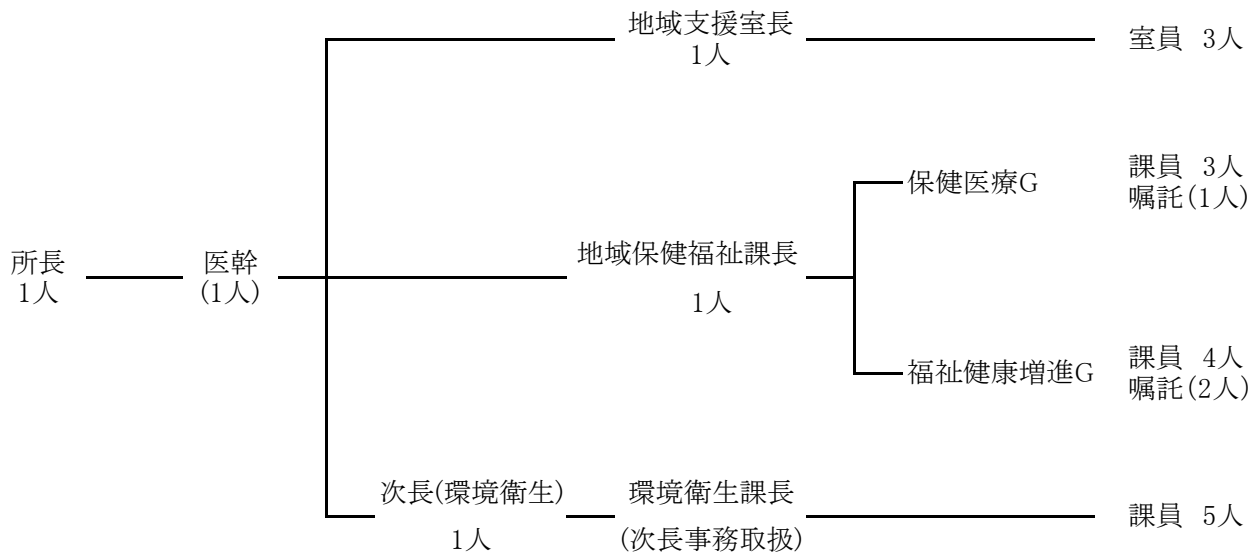 地域支援室長
1人
室員 3人
保健医療G
課員 3人
嘱託(1人)
所長
1人
医幹
(1人)
地域保健福祉課長
1人
福祉健康増進G
課員 4人
嘱託(2人)
次長(環境衛生)
1人
環境衛生課長
(次長事務取扱)
課員 5人